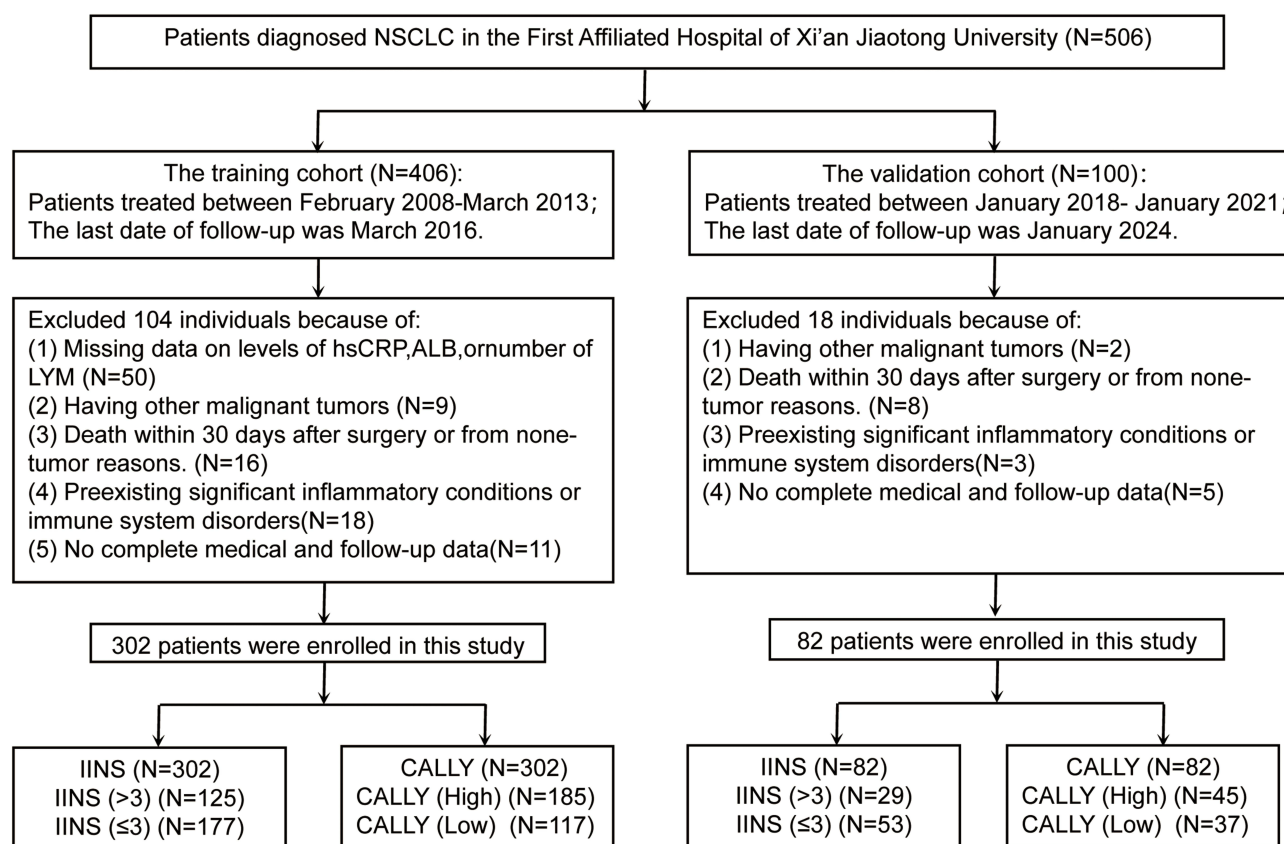 Patients diagnosed NSCLC in the First Affiliated Hospital of Xi'an Jiaotong University (N=506)
The training cohort (N=406):
Patients treated between February 2008-March 2013;
The last date of follow-up was March 2016.
The validation cohort (N=100):
Patients treated between January 2018- January 2021;
The last date of follow-up was January 2024.
Excluded 104 individuals because of:
(1) Missing data on levels of hsCRP,ALB,ornumber of
LYM (N=50)
(2) Having other malignant tumors (N=9)
(3) Death within 30 days after surgery or from none-
tumor reasons. (N=16)
(4) Preexisting significant inflammatory conditions or
immune system disorders(N=18)
(5) No complete medical and follow-up data(N=11)
Excluded 18 individuals because of:
(1) Having other malignant tumors (N=2)
(2) Death within 30 days after surgery or from none-
tumor reasons. (N=8)
(3) Preexisting significant inflammatory conditions or
immune system disorders(N=3)
(4) No complete medical and follow-up data(N=5)
302 patients were enrolled in this study
82 patients were enrolled in this study
IINS (N=302)
IINS (>3) (N=125)
IINS (≤3) (N=177)
CALLY (N=302)
CALLY (High) (N=185)
CALLY (Low) (N=117)
IINS (N=82)
IINS (>3) (N=29)
IINS (≤3) (N=53)
CALLY (N=82)
CALLY (High) (N=45)
CALLY (Low) (N=37)